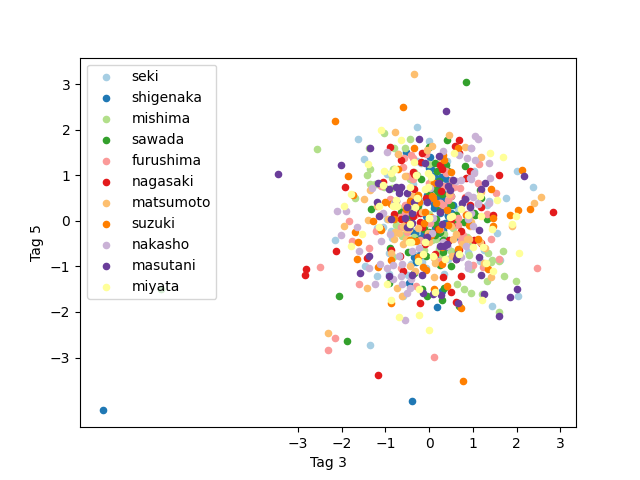 seki
shigenaka
mishima
sawada
furushima
nagasaki
matsumoto
suzuki
nakasho
masutani
miyata
3
2
1
0
−1
−2
−3
Tag 5
−3 −2 −1 0 1 2 3
Tag 3